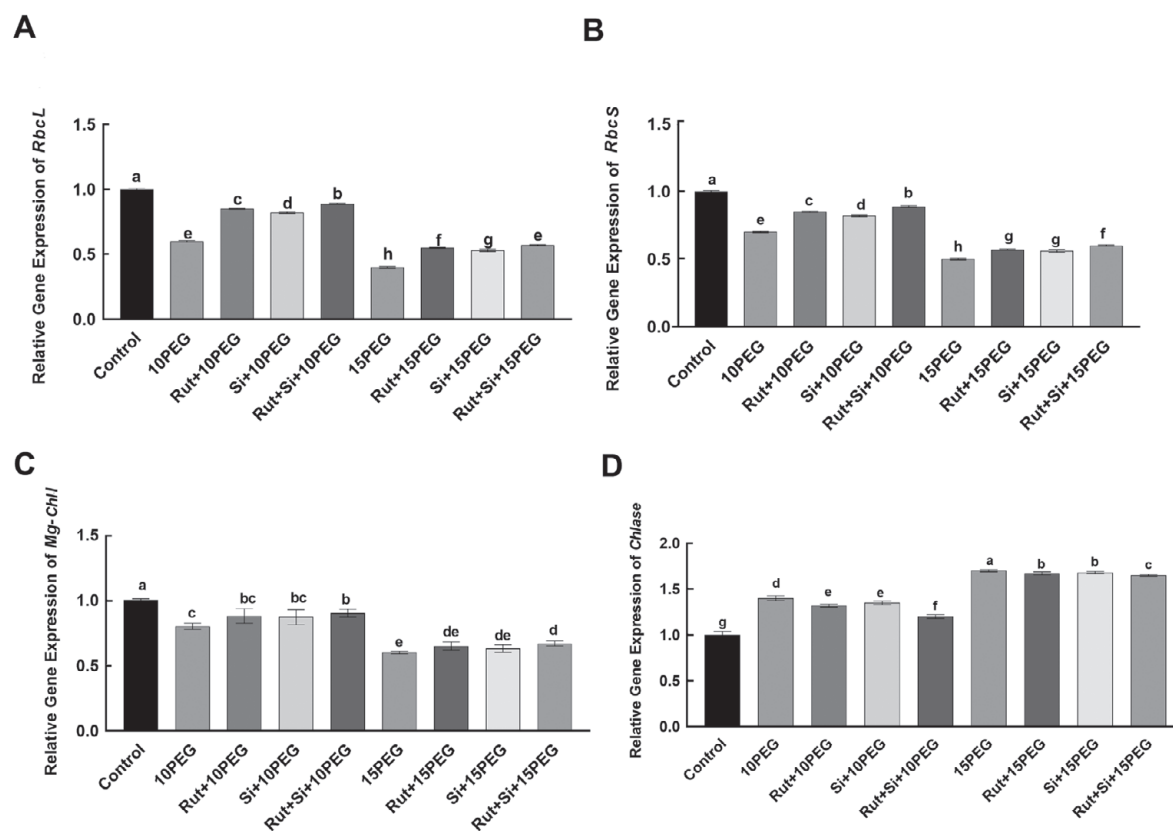 A
Relative Gene Expression of RbcL
1.5
1.0
0.5
0.0
a
e
c
d
b
h
f
g
e
Control
10PEG
Rut+10PEG
Si+10PEG
Rut+Si+10PEG
15PEG
Rut+15PEG
Si+15PEG
Rut+Si+15PEG
B
Relative Gene Expression of RbcS
1.5
1.0
0.5
0.0
a
e
c
d
b
h
g
g
f
Control
10PEG
Rut+10PEG
Si+10PEG
Rut+Si+10PEG
15PEG
Rut+15PEG
Si+15PEG
Rut+Si+15PEG
C
Relative Gene Expression of Mg-ChlI
1.5
1.0
0.5
0.0
a
c
bc
bc
b
e
de
de
d
Control
10PEG
Rut+10PEG
Si+10PEG
Rut+Si+10PEG
15PEG
Rut+15PEG
Si+15PEG
Rut+Si+15PEG
D
Relative Gene Expression of Chlase
2.0
1.5
1.0
0.5
0.0
g
d
e
e
f
a
b
b
c
Control
10PEG
Rut+10PEG
Si+10PEG
Rut+Si+10PEG
15PEG
Rut+15PEG
Si+15PEG
Rut+Si+15PEG